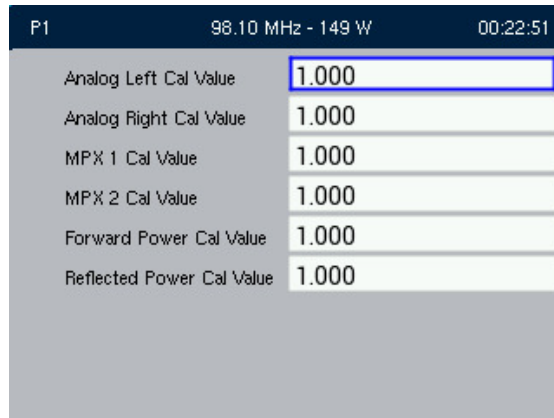 P1 98.10 MHz - 149 W 00:22:51
Analog Left Cal Value 1.000
Analog Right Cal Value 1.000
MPX 1 Cal Value 1.000
MPX 2 Cal Value 1.000
Forward Power Cal Value 1.000
Reflected Power Cal Value 1.000